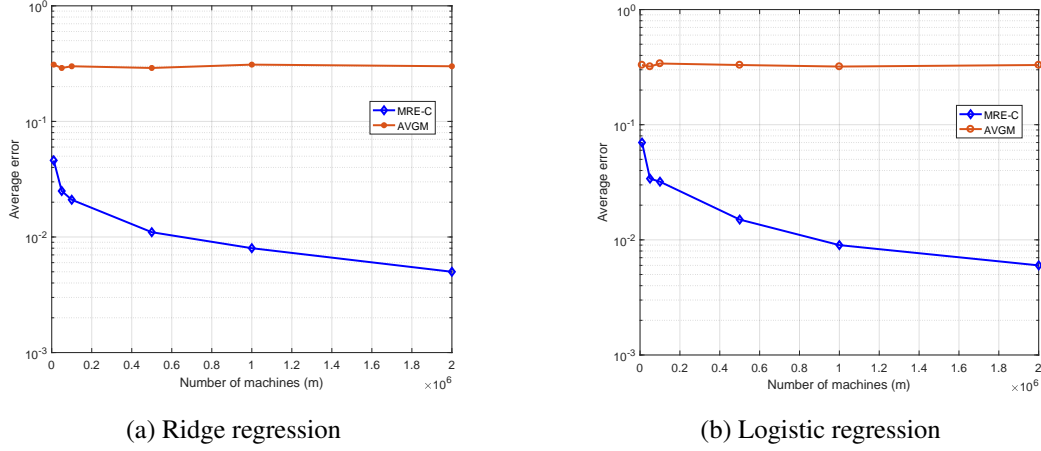 10^0
10^-1
10^-2
10^-3
Average error
MRE-C
AVGM
0 0.2 0.4 0.6 0.8 1 1.2 1.4 1.6 1.8 2
Number of machines (m)
×10^6
(a) Ridge regression
10^0
10^-1
10^-2
10^-3
Average error
MRE-C
AVGM
0 0.2 0.4 0.6 0.8 1 1.2 1.4 1.6 1.8 2
Number of machines (m)
×10^6
(b) Logistic regression